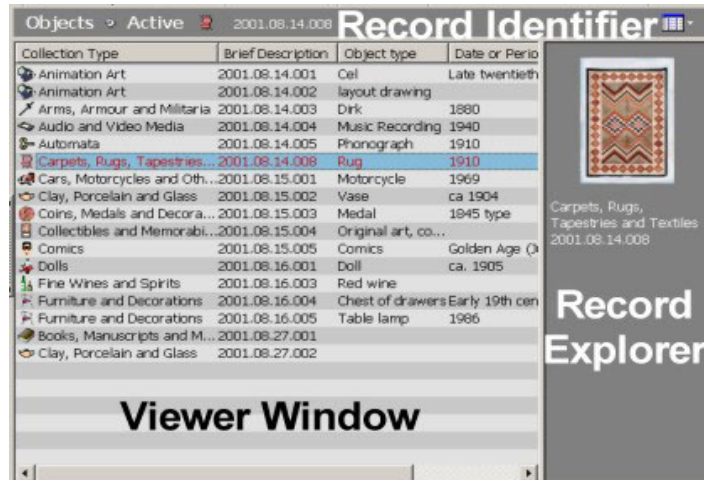 Objects Active 2001.08.14.008 Record Identifier
Collection Type Brief Description Object type Date or Perio
Animation Art 2001.08.14.001 Cel Late twentieth
Animation Art 2001.08.14.002 layout drawing
Arms, Armour and Militaria 2001.08.14.003 Dirk 1880
Audio and Video Media 2001.08.14.004 Music Recording 1940
Automata 2001.08.14.005 Phonograph 1910
Carpets, Rugs, Tapestries... 2001.08.14.008 Rug 1910
Cars, Motorcycles and Oth... 2001.08.15.001 Motorcycle 1969
Clay, Porcelain and Glass 2001.08.15.002 Vase ca 1904
Coins, Medals and Decora... 2001.08.15.003 Medal 1845 type
Collectibles and Memorabi... 2001.08.15.004 Original art, co...
Comics 2001.08.15.005 Comics Golden Age (
Dolls 2001.08.16.001 Doll ca. 1905
Fine Wines and Spirits 2001.08.16.003 Red wine
Furniture and Decorations 2001.08.16.004 Chest of drawers Early 19th cen
Furniture and Decorations 2001.08.16.005 Table lamp 1986
Books, Manuscripts and M... 2001.08.27.001
Clay, Porcelain and Glass 2001.08.27.002
Carpets, Rugs,
Tapestries and Textiles
2001.08.14.008
Record
Explorer
Viewer Window